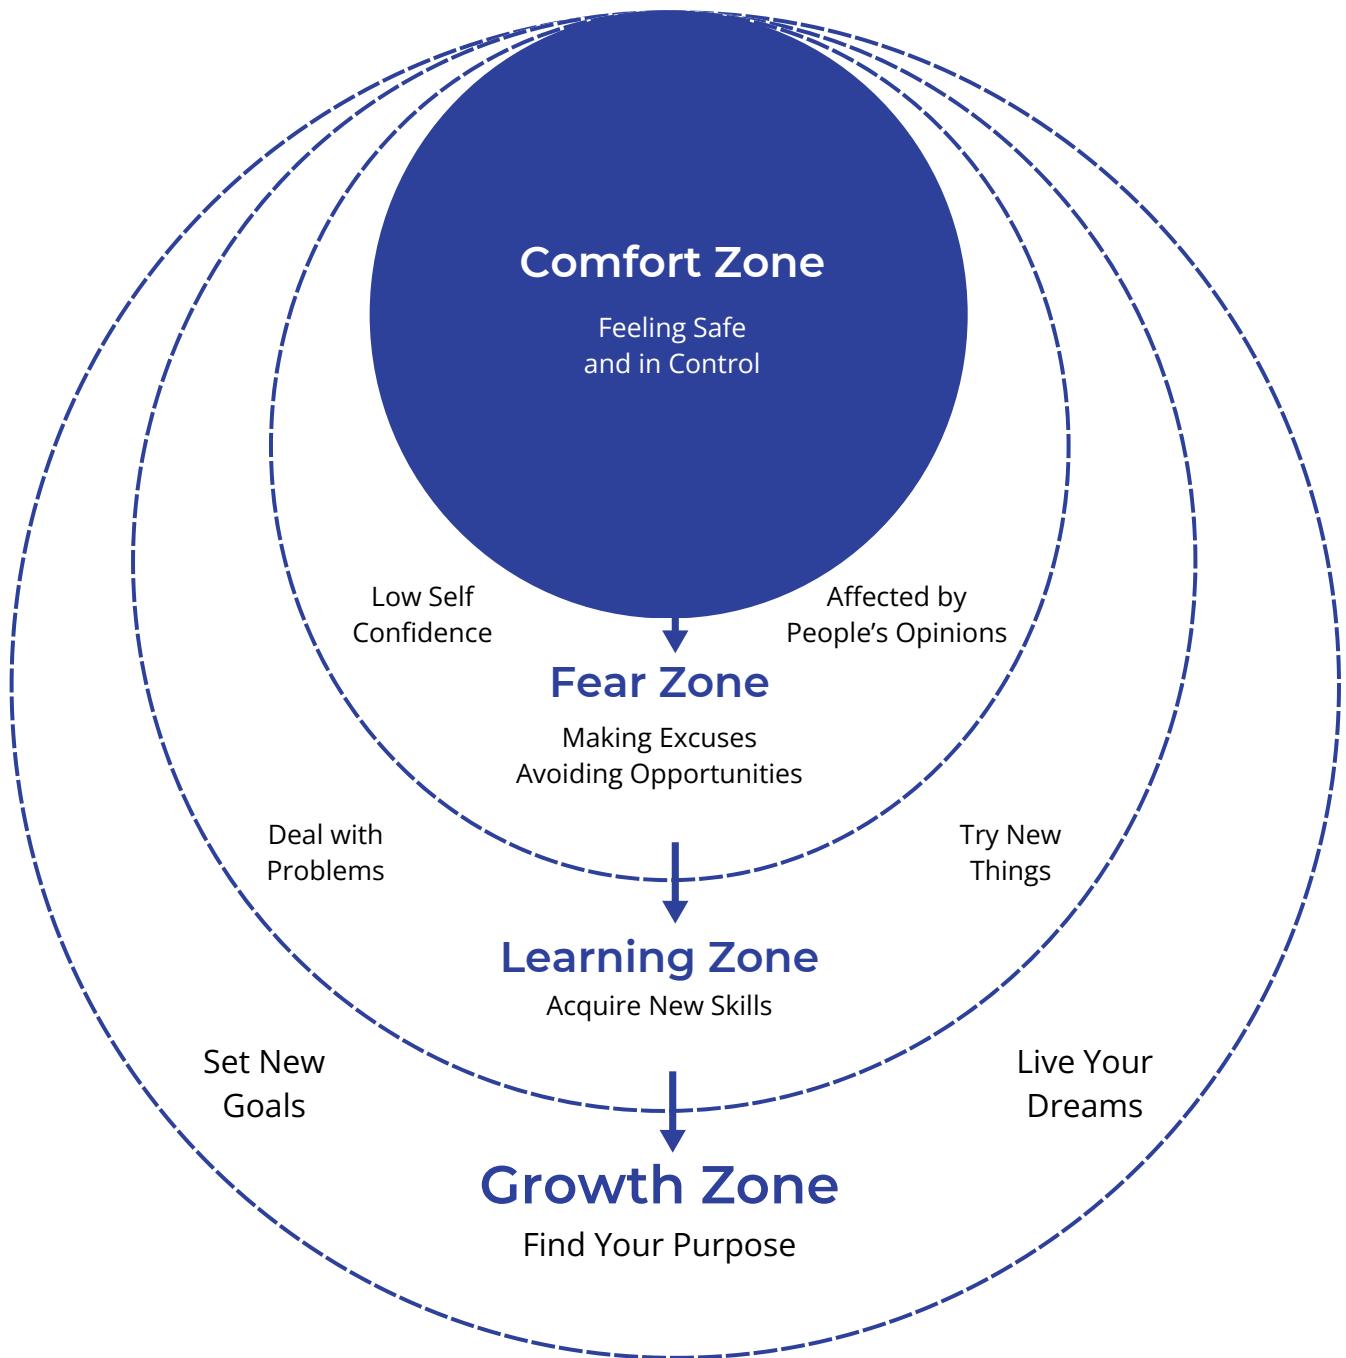 Comfort Zone
Feeling Safe
and in Control
Low Self
Confidence
Affected by
People’s Opinions
Fear Zone
Making Excuses
Avoiding Opportunities
Deal with
Problems
Try New
Things
Learning Zone
Acquire New Skills
Set New
Goals
Live Your
Dreams
Growth Zone
Find Your Purpose